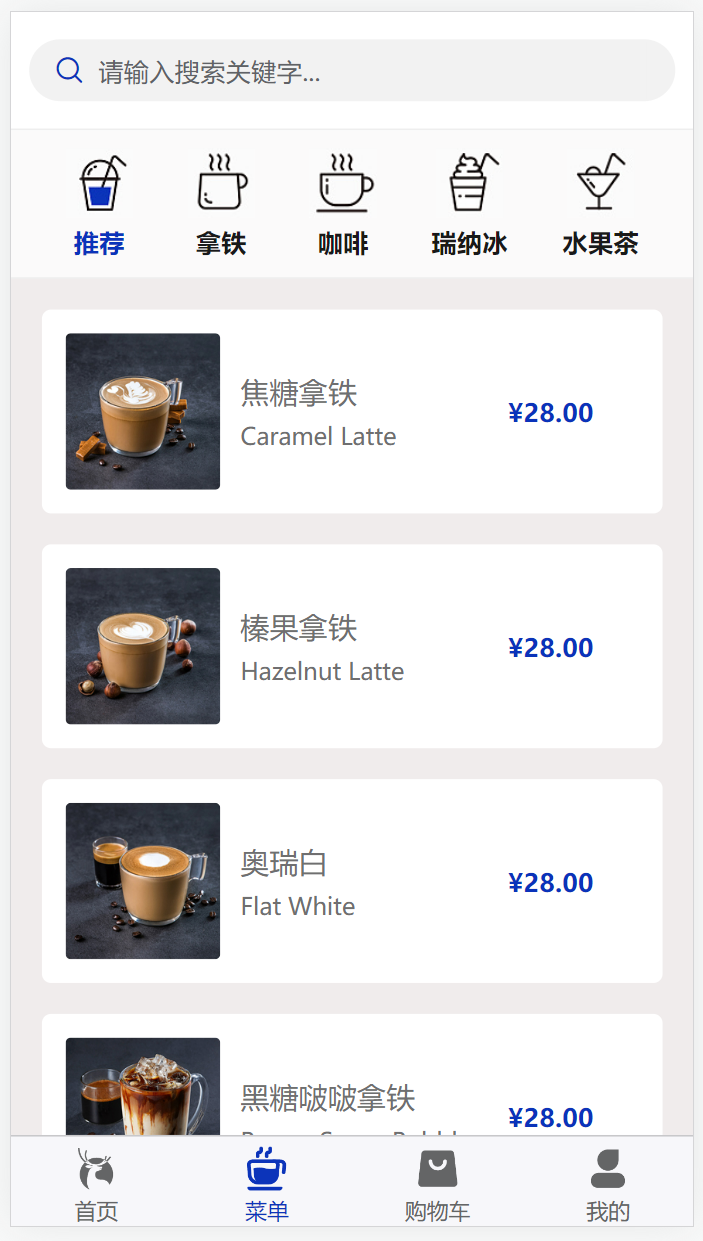 请输入搜索关键字...
推荐 拿铁 咖啡 瑞纳冰 水果茶
焦糖拿铁
Caramel Latte
¥28.00
榛果拿铁
Hazelnut Latte
¥28.00
奥瑞白
Flat White
¥28.00
黑糖啵啵拿铁
¥28.00
首页 菜单 购物车 我的